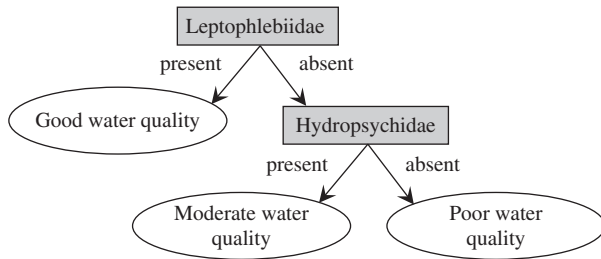 Leptophlebiidae
present
absent
Good water quality
Hydropsychidae
present
absent
Moderate water
quality
Poor water
quality